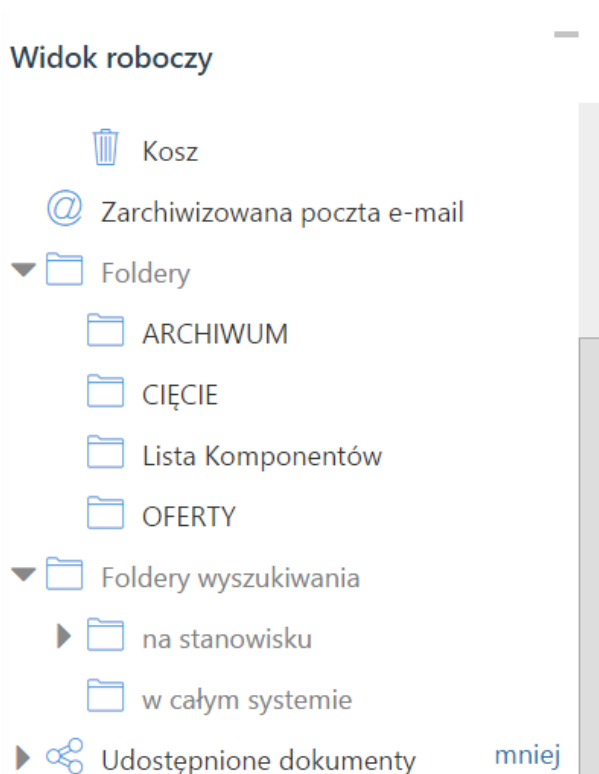 Widok roboczy
Kosz
Zarchiwizowana poczta e-mail
Foldery
ARCHIWUM
CIĘCIE
Lista Komponentów
OFERTY
Foldery wyszukiwania
na stanowisku
w całym systemie
Udostępnione dokumenty mniej